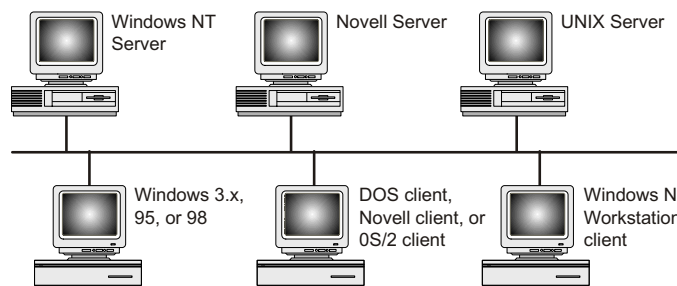 Windows NT
Server
Novell Server
UNIX Server
Windows 3.x,
95, or 98
DOS client,
Novell client, or
0S/2 client
Windows N
Workstation
client